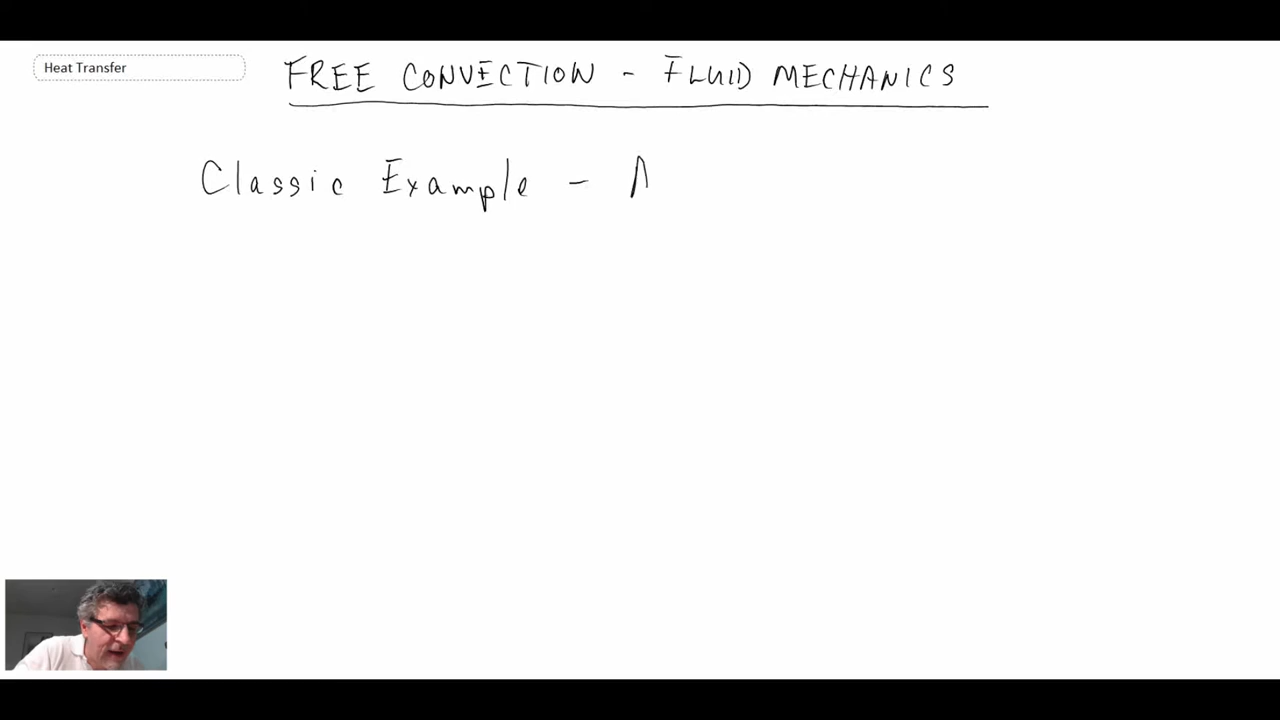 Heat Transfer
FREE CONVECTION - FLUID MECHANICS
Classic Example -